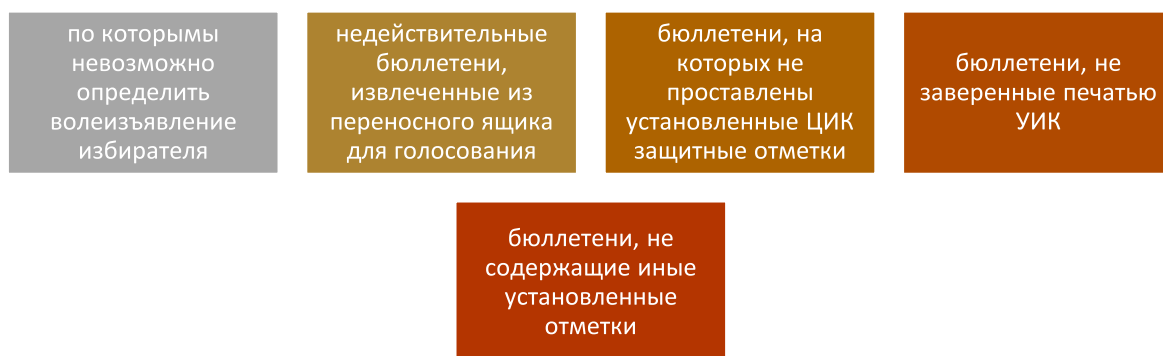 по которымы
невозможно
определить
волеизъявление
избирателя
недействительные
бюллетени,
извлеченные из
переносного ящика
для голосования
бюллетени, на
которых не
проставлены
установленные ЦИК
защитные отметки
бюллетени, не
заверенные печатью
УИК
бюллетени, не
содержащие иные
установленные
отметки